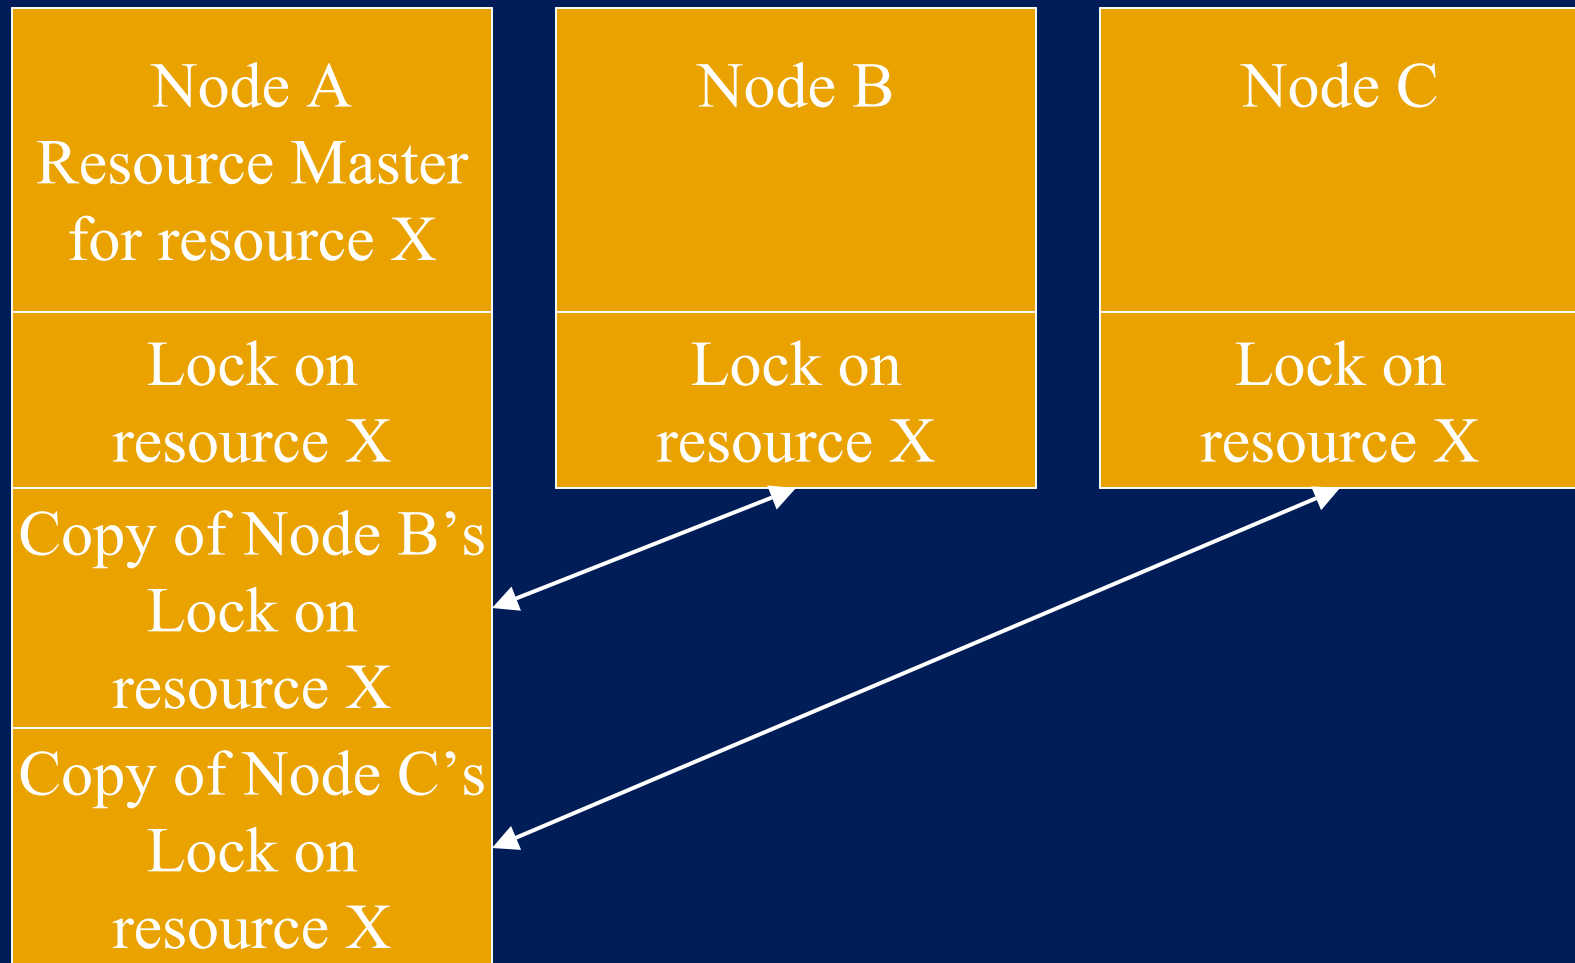 Node A
Resource Master
for resource X
Lock on
resource X
Copy of Node B’s
Lock on
resource X
Copy of Node C’s
Lock on
resource X
Node B
Lock on
resource X
Node C
Lock on
resource X